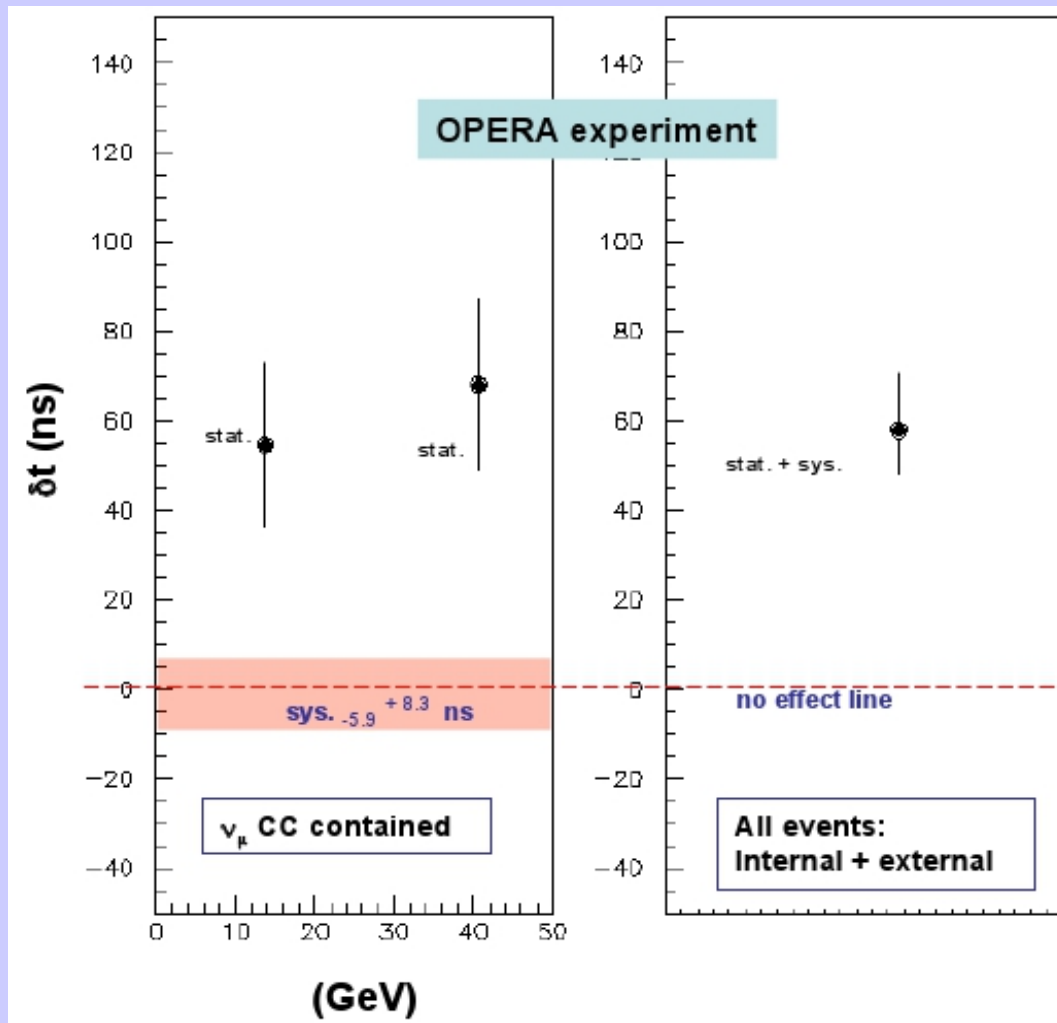 OPERA experiment
δt (ns)
140
120
100
80
60
40
20
0
−20
−40
stat.
stat.
sys. -5.9 + 8.3 ns
νμ CC contained
0 10 20 30 40 50
(GeV)
140
100
80
60
40
20
0
−20
−40
stat. + sys.
no effect line
All events:
Internal + external